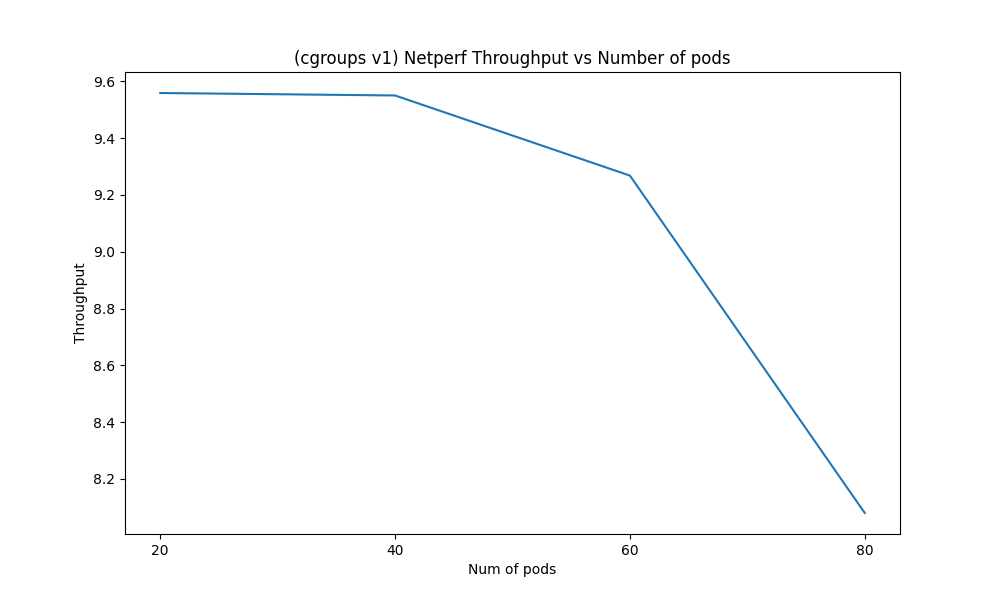 (cgroups v1) Netperf Throughput vs Number of pods
9.6
9.4
9.2
9.0
8.8
8.6
8.4
8.2
Throughput
20 40 60 80
Num of pods